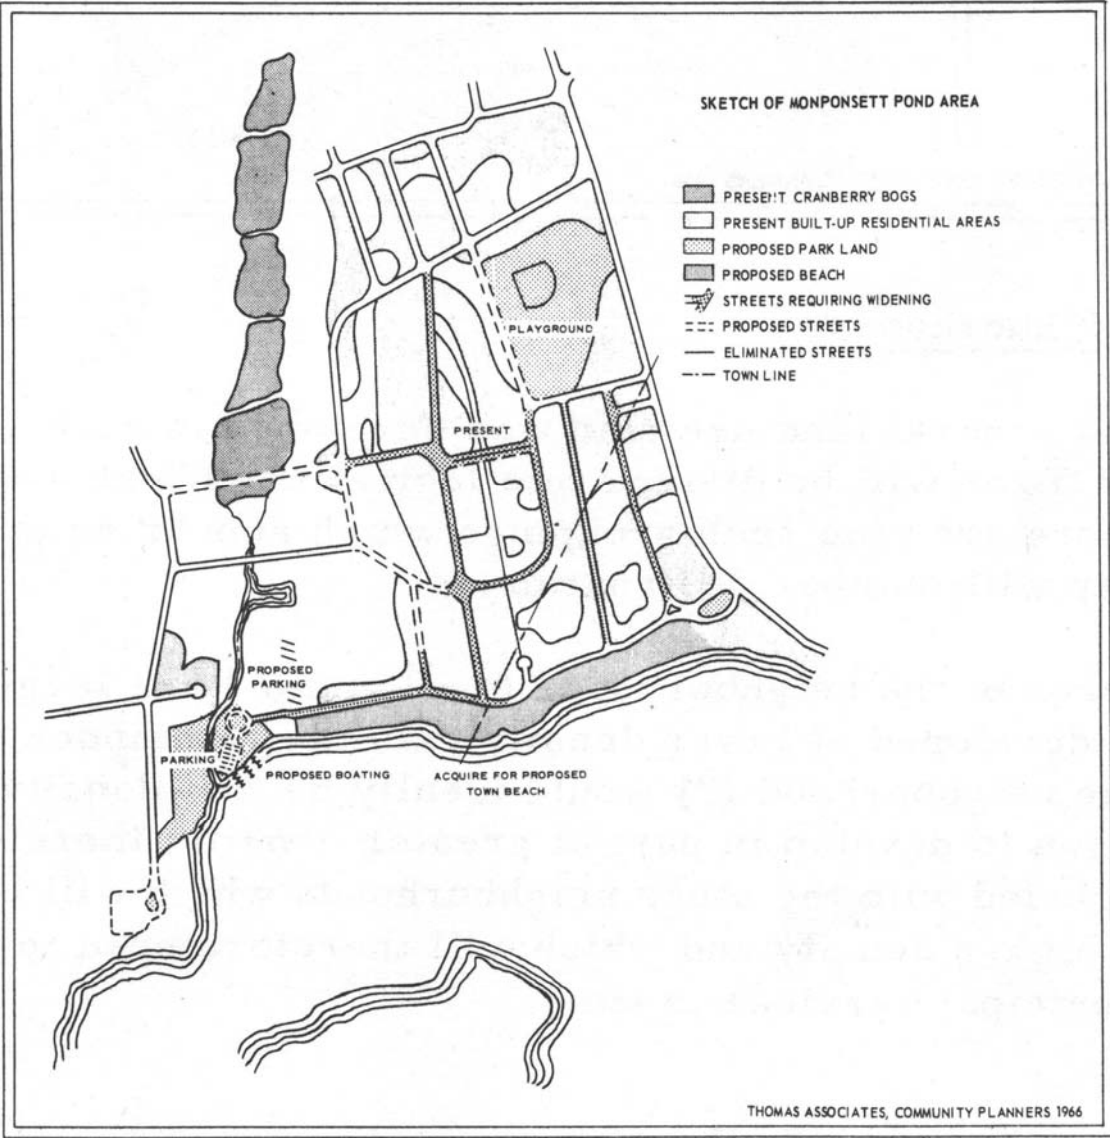 SKETCH OF MONPONSETT POND AREA
PRESENT CRANBERRY BOGS
PRESENT BUILT-UP RESIDENTIAL AREAS
PROPOSED PARK LAND
PROPOSED BEACH
STREETS REQUIRING WIDENING
PROPOSED STREETS
ELIMINATED STREETS
TOWN LINE
PLAYGROUND
PRESENT
PROPOSED
PARKING
PARKING
PROPOSED BOATING
ACQUIRE FOR PROPOSED
TOWN BEACH
THOMAS ASSOCIATES, COMMUNITY PLANNERS 1966